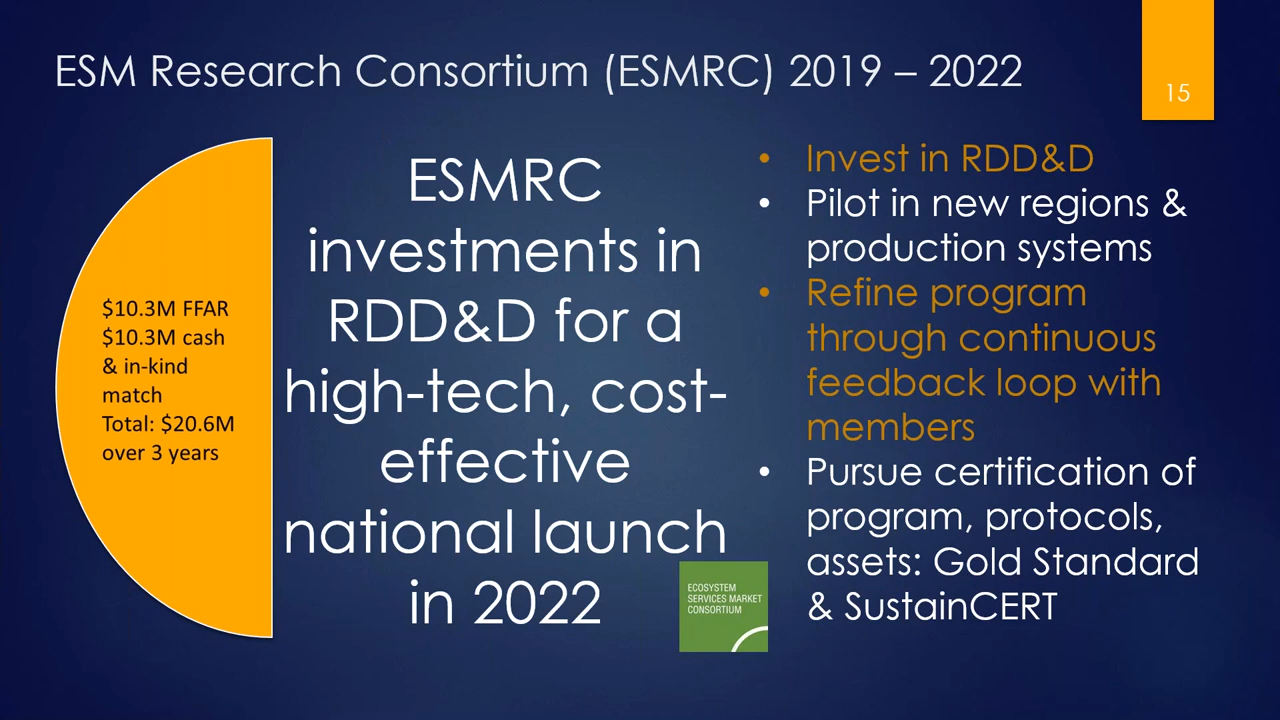 ESM Research Consortium (ESMRC) 2019 – 2022
15
$10.3M FFAR
$10.3M cash
& in-kind
match
Total: $20.6M
over 3 years
ESMRC
investments in
RDD&D for a
high-tech, cost-
effective
national launch
in 2022
• Invest in RDD&D
• Pilot in new regions &
production systems
• Refine program
through continuous
feedback loop with
members
• Pursue certification of
program, protocols,
assets: Gold Standard
& SustainCERT
ECOSYSTEM
SERVICES MARKET
CONSORTIUM